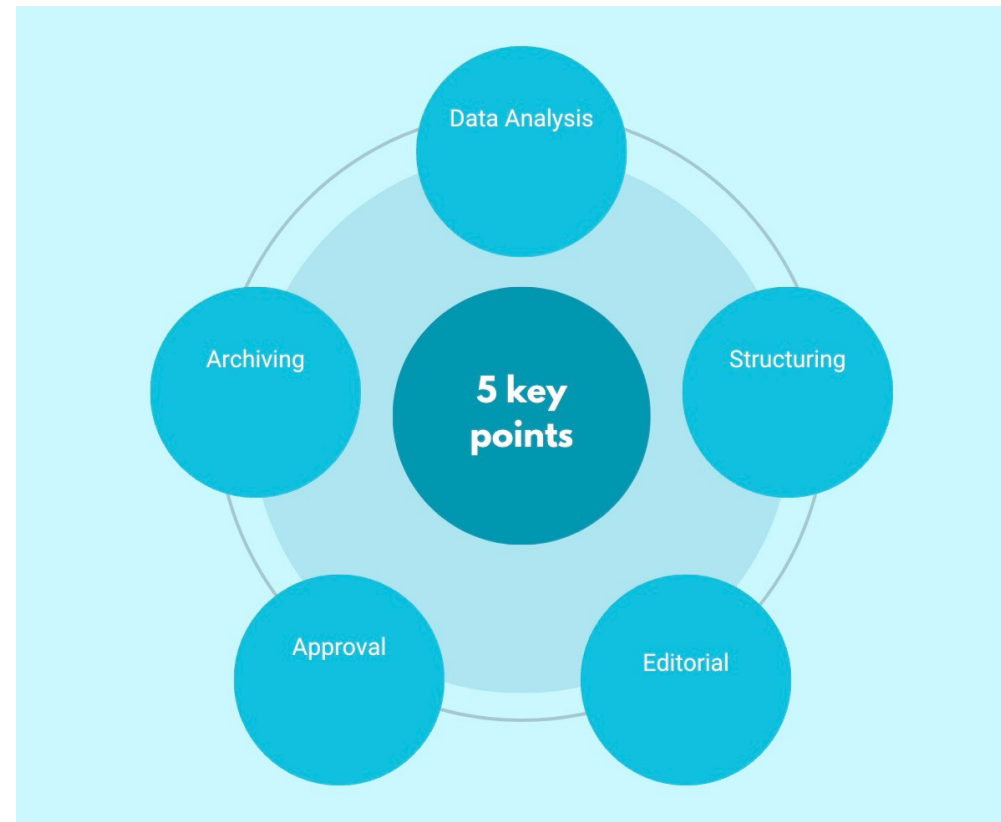 Data Analysis
Archiving
Structuring
5 key
points
Approval
Editorial